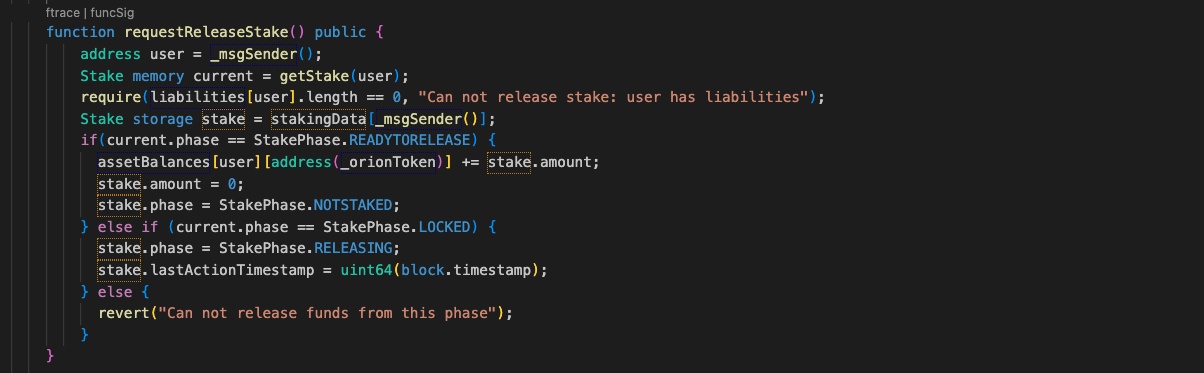 ftrace | funcSig
function requestReleaseStake() public {
address user = _msgSender();
Stake memory current = getStake(user);
require(liabilities[user].length == 0, "Can not release stake: user has liabilities");
Stake storage stake = stakingData[_msgSender()];
if(current.phase == StakePhase.READYTORELEASE) {
assetBalances[user][address(_orionToken)] += stake.amount;
stake.amount = 0;
stake.phase = StakePhase.NOTSTAKED;
} else if (current.phase == StakePhase.LOCKED) {
stake.phase = StakePhase.RELEASING;
stake.lastActionTimestamp = uint64(block.timestamp);
} else {
revert("Can not release funds from this phase");
}
}